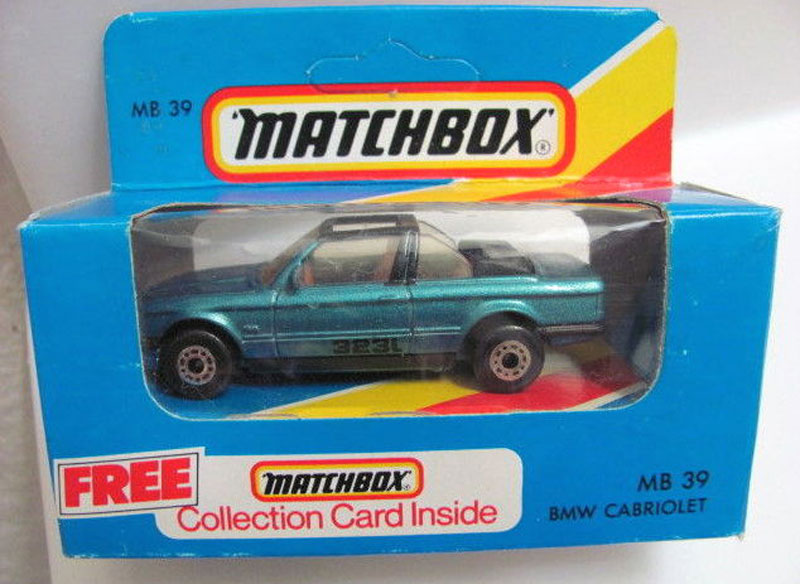 MB 39
'MATCHBOX'®
323i
FREE
'MATCHBOX'®
Collection Card Inside
MB 39
BMW CABRIOLET